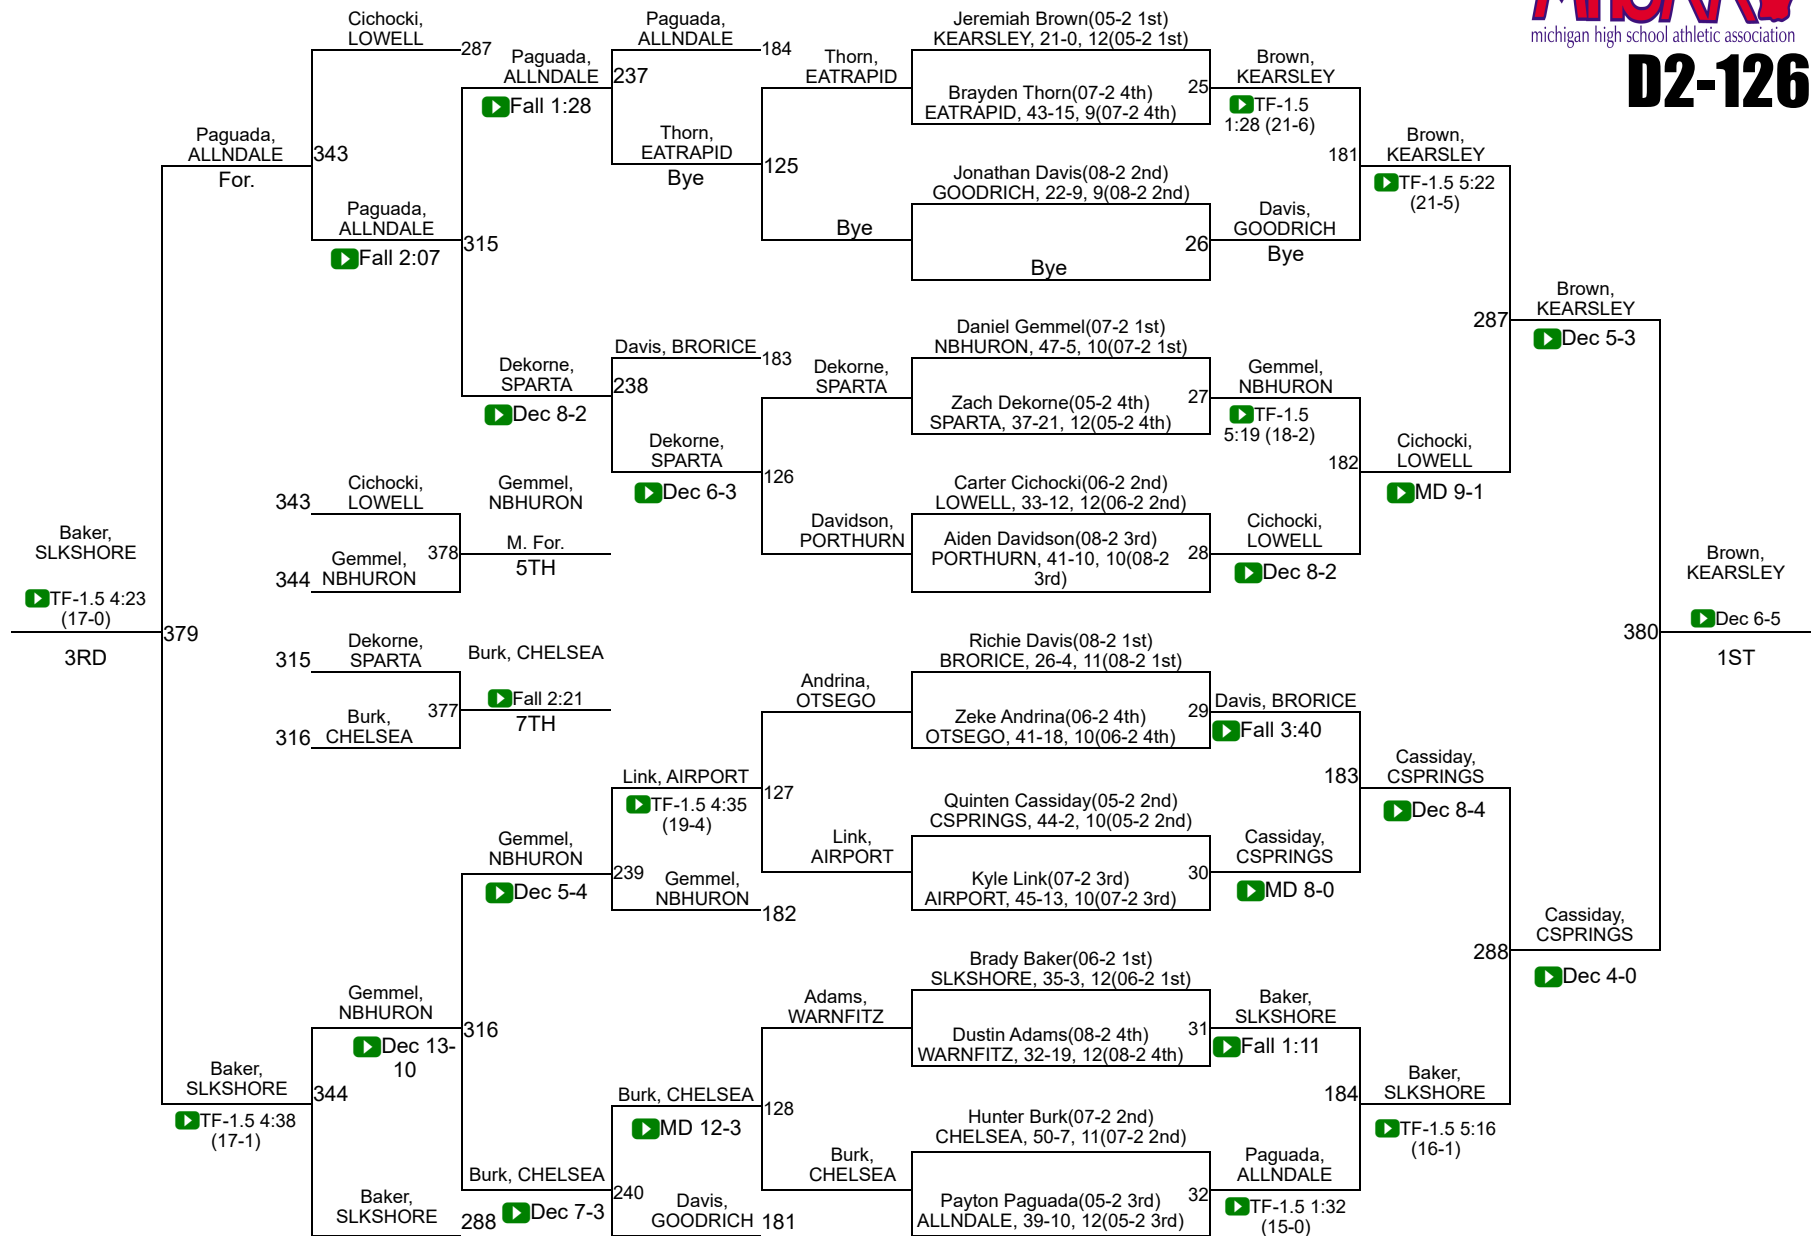 michigan high school athletic association
D2-126
Cichocki,
LOWELL
287
Paguada,
ALLNDALE
Fall 1:28
237
Paguada,
ALLNDALE
184
Thorn,
EATRAPID
Bye
125
Thorn,
EATRAPID
Bye
Paguada,
ALLNDALE
For.
343
Paguada,
ALLNDALE
Fall 2:07
315
Dekorne,
SPARTA
Dec 8-2
238
Davis, BRORICE
183
Dekorne,
SPARTA
Dec 6-3
126
Dekorne,
SPARTA
Davidson,
PORTHURN
Jeremiah Brown(05-2 1st)
KEARSLEY, 21-0, 12(05-2 1st)
Brayden Thorn(07-2 4th)
EATRAPID, 43-15, 9(07-2 4th)
25
Brown,
KEARSLEY
TF-1.5
1:28 (21-6)
Jonathan Davis(08-2 2nd)
GOODRICH, 22-9, 9(08-2 2nd)
Bye
26
Davis,
GOODRICH
Bye
181
Brown,
KEARSLEY
TF-1.5 5:22
(21-5)
Daniel Gemmel(07-2 1st)
NBHURON, 47-5, 10(07-2 1st)
Zach Dekorne(05-2 4th)
SPARTA, 37-21, 12(05-2 4th)
27
Gemmel,
NBHURON
TF-1.5
5:19 (18-2)
Carter Cichocki(06-2 2nd)
LOWELL, 33-12, 12(06-2 2nd)
Aiden Davidson(08-2 3rd)
PORTHURN, 41-10, 10(08-2
3rd)
28
Cichocki,
LOWELL
Dec 8-2
182
Cichocki,
LOWELL
MD 9-1
287
Brown,
KEARSLEY
Dec 5-3
343
Cichocki,
LOWELL
344
Gemmel,
NBHURON
378
Gemmel,
NBHURON
M. For.
5TH
Baker,
SLKSHORE
TF-1.5 4:23
(17-0)
3RD
379
315
Dekorne,
SPARTA
316
Burk,
CHELSEA
377
Burk, CHELSEA
Fall 2:21
7TH
380
Brown,
KEARSLEY
Dec 6-5
1ST
Richie Davis(08-2 1st)
BRORICE, 26-4, 11(08-2 1st)
Zeke Andrina(06-2 4th)
OTSEGO, 41-18, 10(06-2 4th)
29
Davis, BRORICE
Fall 3:40
Andrina,
OTSEGO
Link, AIRPORT
TF-1.5 4:35
(19-4)
127
Link,
AIRPORT
Quinten Cassiday(05-2 2nd)
CSPRINGS, 44-2, 10(05-2 2nd)
Kyle Link(07-2 3rd)
AIRPORT, 45-13, 10(07-2 3rd)
30
Cassiday,
CSPRINGS
MD 8-0
183
Cassiday,
CSPRINGS
Dec 8-4
Gemmel,
NBHURON
Dec 5-4
239
Gemmel,
NBHURON
182
Brady Baker(06-2 1st)
SLKSHORE, 35-3, 12(06-2 1st)
Dustin Adams(08-2 4th)
WARNFITZ, 32-19, 12(08-2 4th)
31
Baker,
SLKSHORE
Fall 1:11
288
Cassiday,
CSPRINGS
Dec 4-0
Gemmel,
NBHURON
Dec 13-
10
316
Adams,
WARNFITZ
Baker,
SLKSHORE
TF-1.5 4:38
(17-1)
344
Burk, CHELSEA
MD 12-3
128
Hunter Burk(07-2 2nd)
CHELSEA, 50-7, 11(07-2 2nd)
Payton Paguada(05-2 3rd)
ALLNDALE, 39-10, 12(05-2 3rd)
32
Paguada,
ALLNDALE
TF-1.5 1:32
(15-0)
184
Baker,
SLKSHORE
TF-1.5 5:16
(16-1)
Burk,
CHELSEA
Burk, CHELSEA
Dec 7-3
240
Davis,
GOODRICH
181
Baker,
SLKSHORE
288